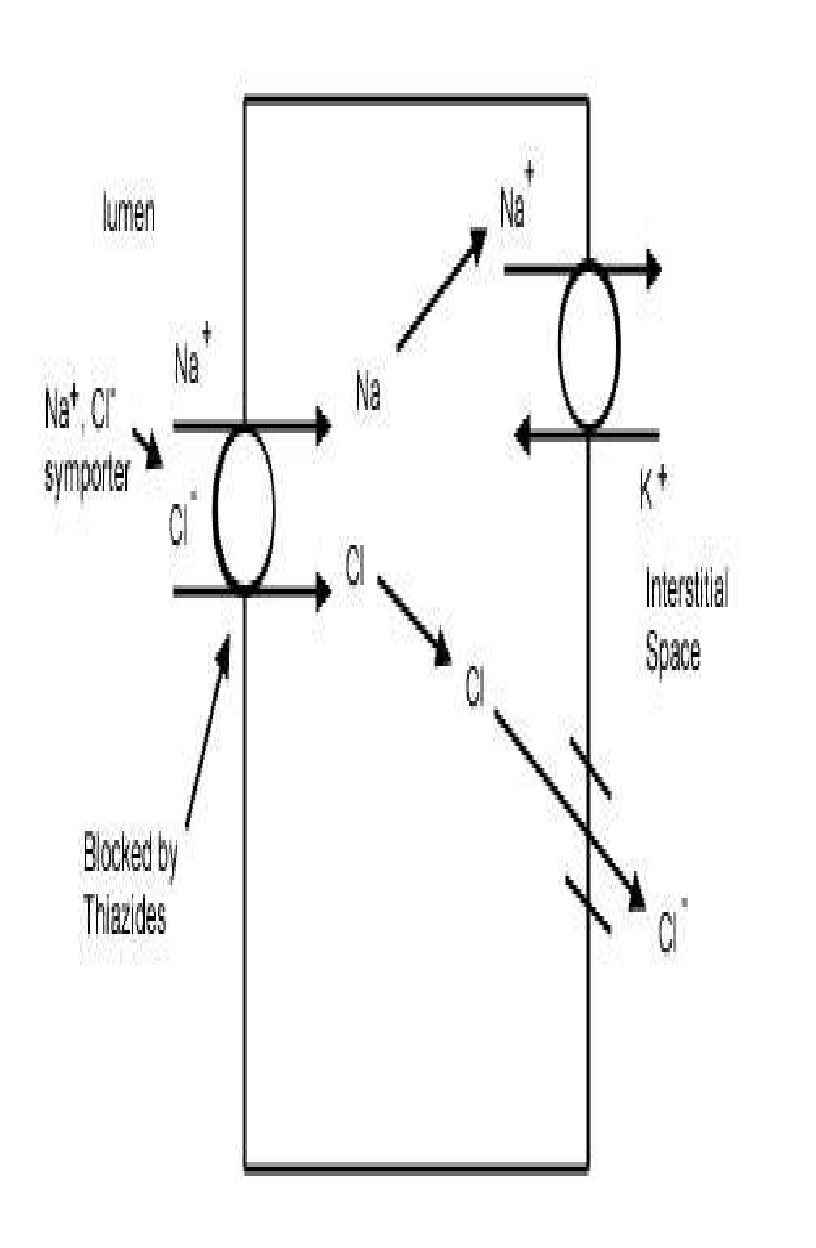 lumen
Na+
Na+
Na+, Cl-
symporter
Na
Cl-
K+
Cl
Interstitial
Space
Cl
Blocked by
Thiazides
Cl-